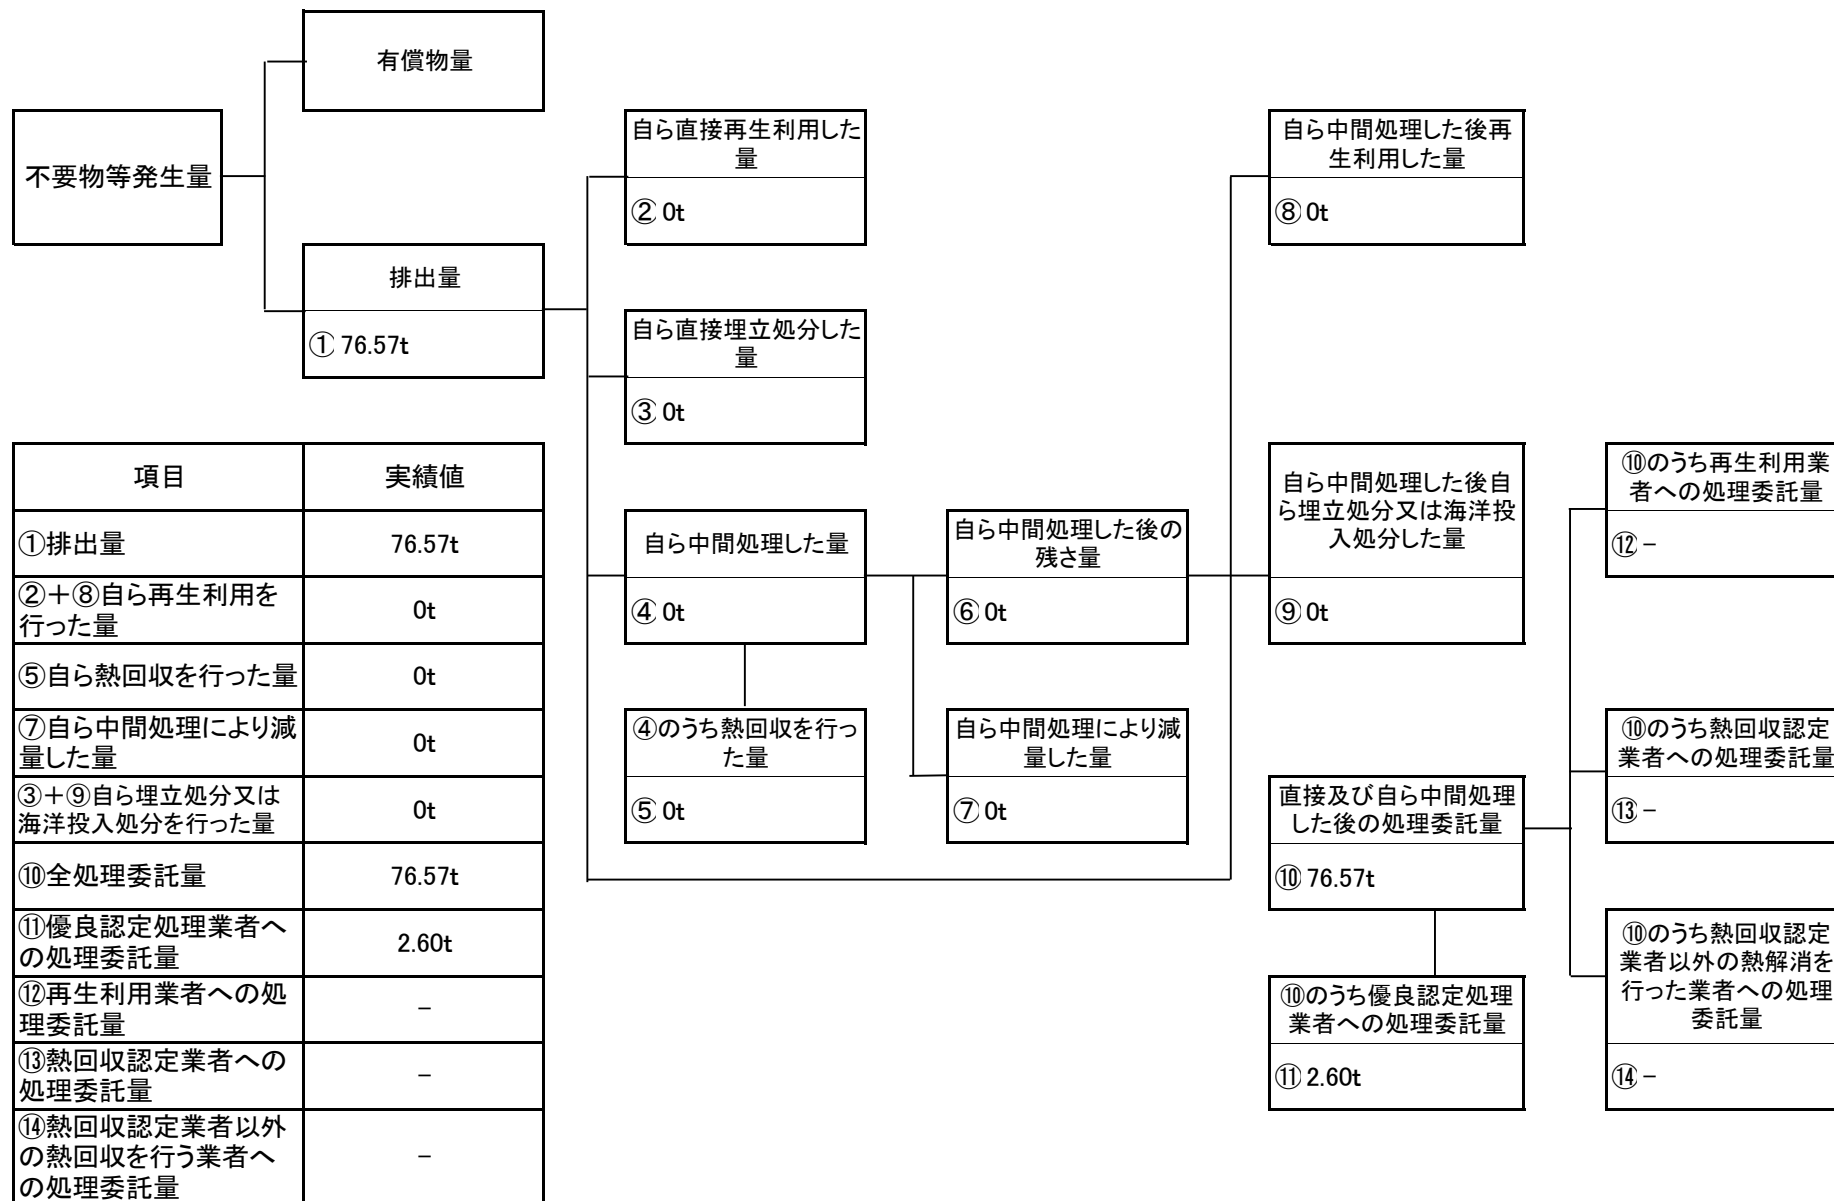 有償物量
不要物等発生量
排出量
① 76.57t
自ら直接再生利用した
量
② 0t
自ら直接埋立処分した
量
③ 0t
自ら中間処理した量
④ 0t
④のうち熱回収を行っ
た量
⑤ 0t
自ら中間処理した後の
残さ量
⑥ 0t
自ら中間処理により減
量した量
⑦ 0t
自ら中間処理した後再
生利用した量
⑧ 0t
自ら中間処理した後自
ら埋立処分又は海洋投
入処分した量
⑨ 0t
直接及び自ら中間処理
した後の処理委託量
⑩ 76.57t
⑩のうち優良認定処理
業者への処理委託量
⑪ 2.60t
⑩のうち再生利用業
者への処理委託量
⑫ －
⑩のうち熱回収認定
業者への処理委託量
⑬ －
⑩のうち熱回収認定
業者以外の熱解消を
行った業者への処理
委託量
⑭ －
項目 実績値
①排出量 76.57t
②＋⑧自ら再生利用を
行った量 0t
⑤自ら熱回収を行った量 0t
⑦自ら中間処理により減
量した量 0t
③＋⑨自ら埋立処分又は
海洋投入処分を行った量 0t
⑩全処理委託量 76.57t
⑪優良認定処理業者へ
の処理委託量 2.60t
⑫再生利用業者への処
理委託量 －
⑬熱回収認定業者への
処理委託量 －
⑭熱回収認定業者以外
の熱回収を行う業者へ
の処理委託量 －